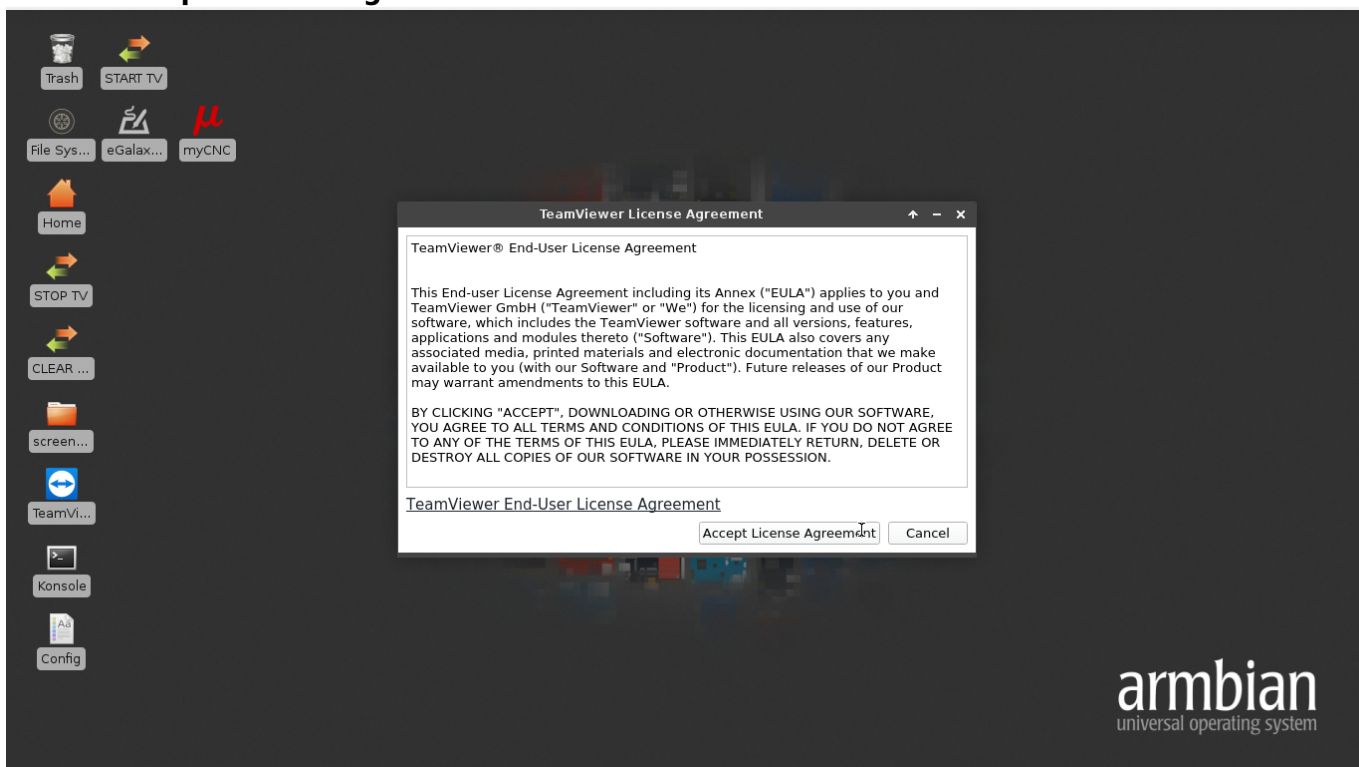 Trash
START TV
File Sys...
eGalax...
myCNC
Home
STOP TV
CLEAR ...
screen...
TeamVi...
Konsole
Config
TeamViewer License Agreement
TeamViewer® End-User License Agreement
This End-user License Agreement including its Annex ("EULA") applies to you and
TeamViewer GmbH ("TeamViewer" or "We") for the licensing and use of our
software, which includes the TeamViewer software and all versions, features,
applications and modules thereto ("Software"). This EULA also covers any
associated media, printed materials and electronic documentation that we make
available to you (with our Software and "Product"). Future releases of our Product
may warrant amendments to this EULA.
BY CLICKING "ACCEPT", DOWNLOADING OR OTHERWISE USING OUR SOFTWARE,
YOU AGREE TO ALL TERMS AND CONDITIONS OF THIS EULA. IF YOU DO NOT AGREE
TO ANY OF THE TERMS OF THIS EULA, PLEASE IMMEDIATELY RETURN, DELETE OR
DESTROY ALL COPIES OF OUR SOFTWARE IN YOUR POSSESSION.
TeamViewer End-User License Agreement
Accept License Agreement
Cancel
armbian
universal operating system